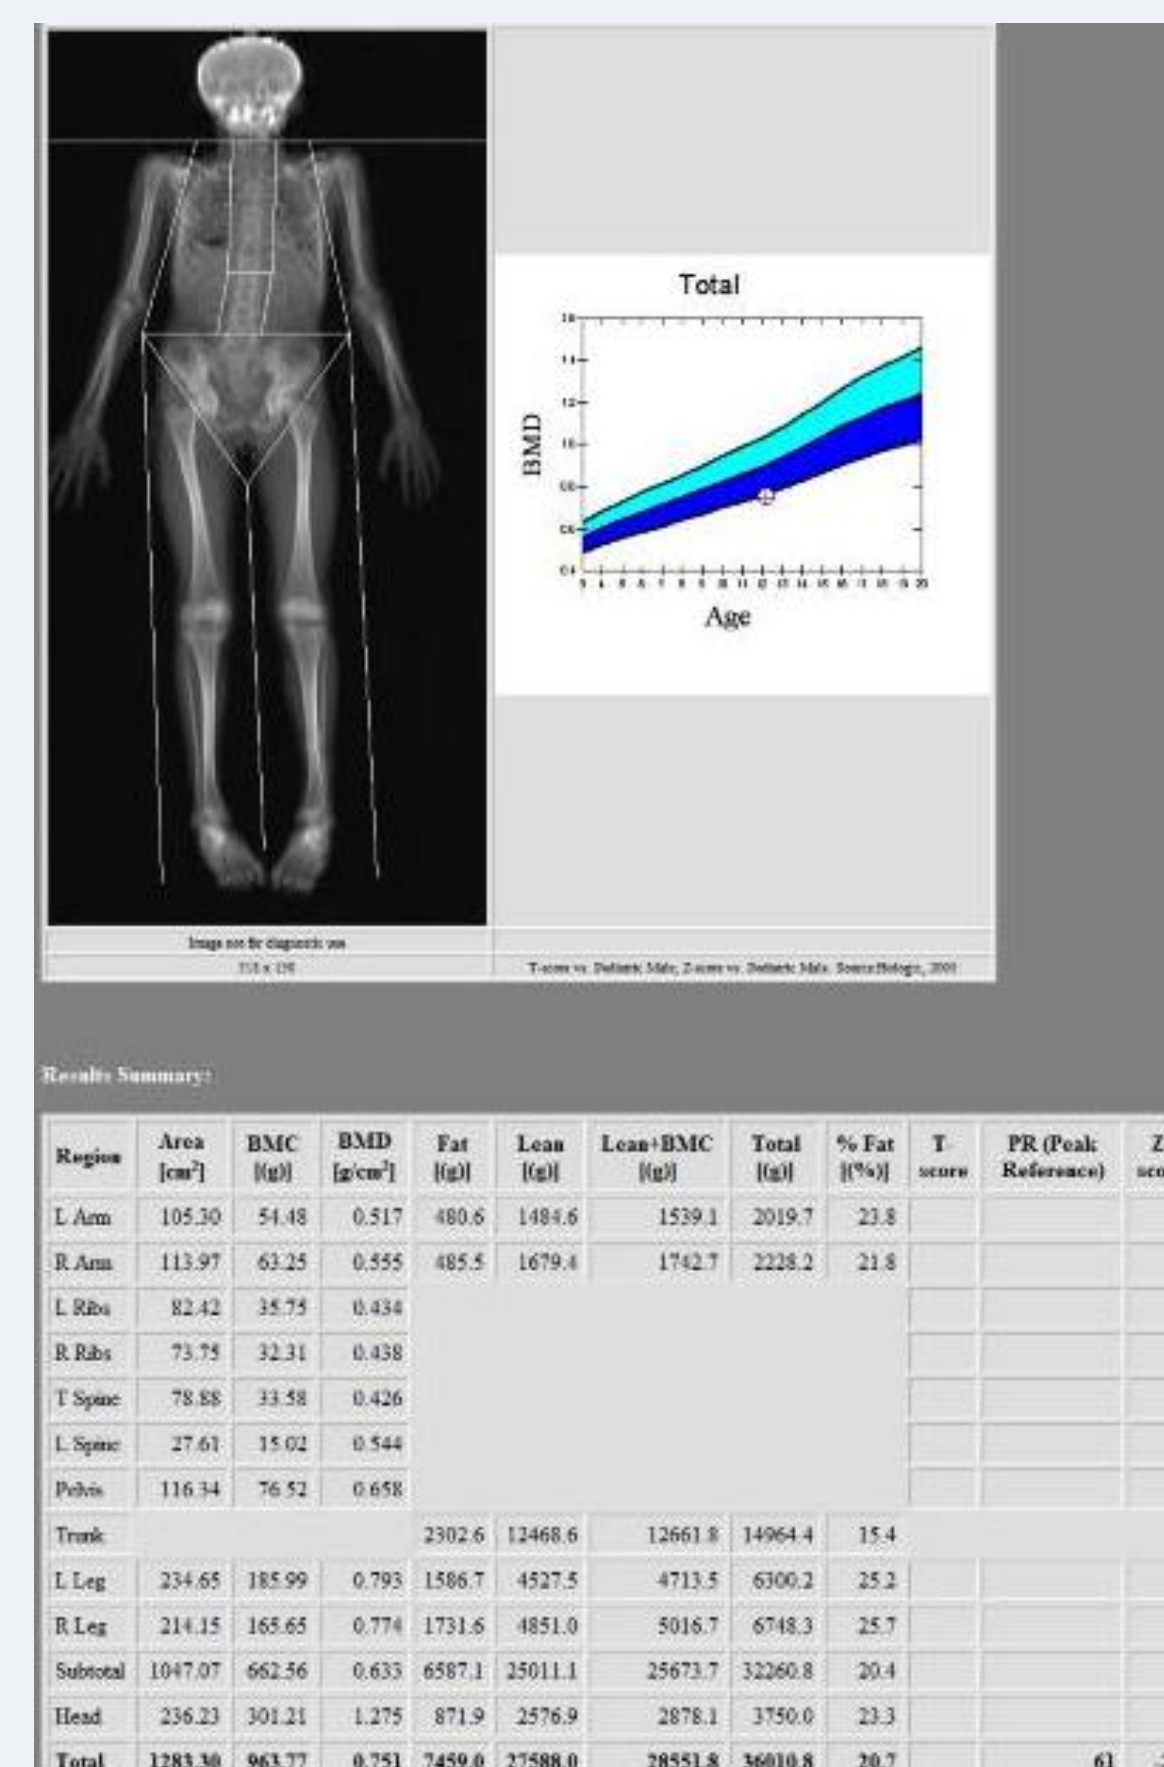 Total
BMD
Age
Image not for diagnostic use
T-score vs. Pediatric Male; Z-score vs. Pediatric Male. Source:Hologic,
Results Summary:
Region Area [cm²] BMC [(g)] BMD [g/cm²] Fat [(g)] Lean [(g)] Lean+BMC [(g)] Total [(g)] % Fat [(%)] T-score PR (Peak Reference)
L Arm 105.30 54.48 0.517 480.6 1484.6 1539.1 2019.7 23.8
R Arm 113.97 63.25 0.555 485.5 1679.4 1742.7 2228.2 21.8
L Ribs 82.42 35.75 0.434
R Ribs 73.75 32.31 0.438
T Spine 78.88 33.58 0.426
L Spine 27.61 15.02 0.544
Pelvis 116.34 76.52 0.658
Trunk 2302.6 12468.6 12661.8 14964.4 15.4
L Leg 234.65 185.99 0.793 1586.7 4527.5 4713.5 6300.2 25.2
R Leg 214.15 165.65 0.774 1731.6 4851.0 5016.7 6748.3 25.7
Subtotal 1047.07 662.56 0.633 6587.1 25011.1 25673.7 32260.8 20.4
Head 236.23 301.21 1.275 871.9 2576.9 2878.1 3750.0 23.3
Total 1283.30 963.77 0.751 7459.0 27588.0 28551.8 36010.8 20.7 61